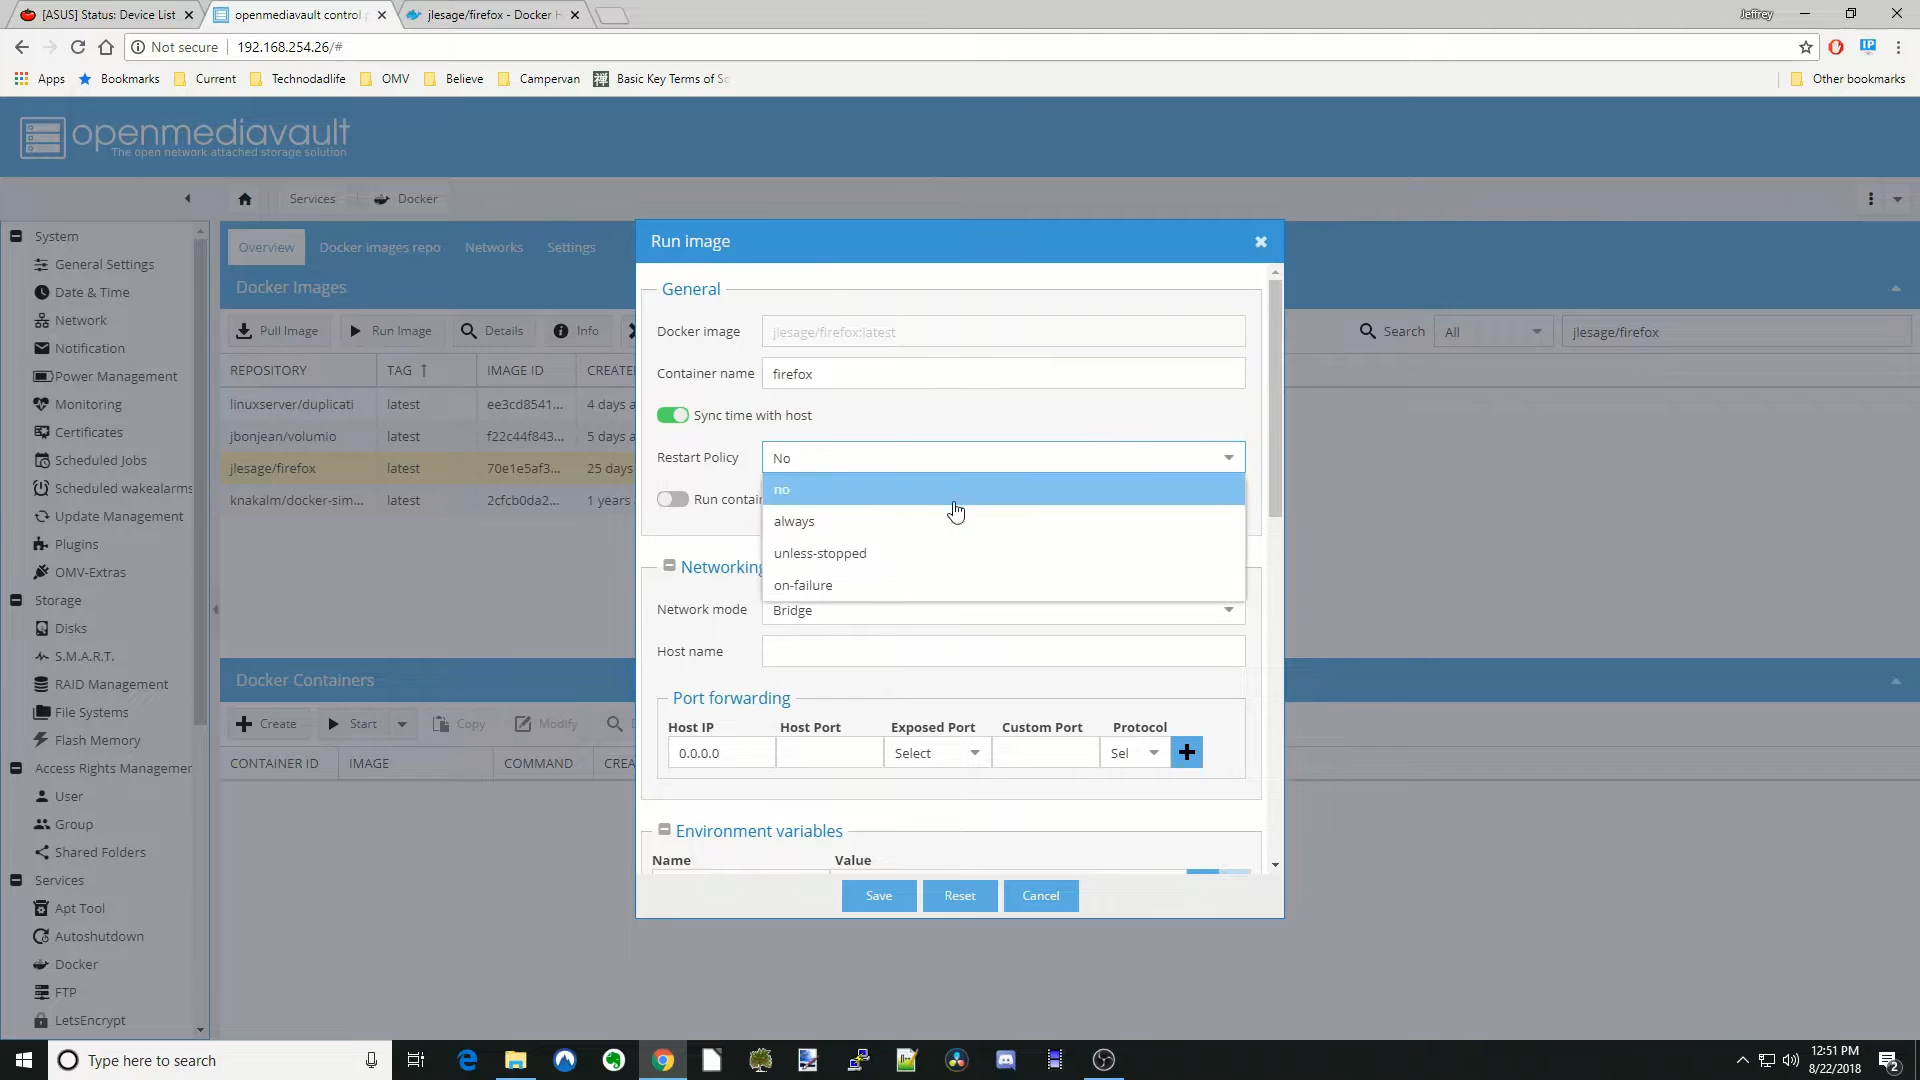 [ASUS] Status: Device List
openmediavault control p
jlesage/firefox - Docker H
Jeffrey
Not secure
192.168.254.26/#
IP
Apps
Bookmarks
Current
Technodadlife
OMV
Believe
Campervan
Basic Key Terms of Sc
Other bookmarks
openmediavault
The open network attached storage solution
Services
Docker
System
General Settings
Date & Time
Network
Notification
Power Management
Monitoring
Certificates
Scheduled Jobs
Scheduled wakealarms
Update Management
Plugins
OMV-Extras
Storage
Disks
S.M.A.R.T.
RAID Management
File Systems
Flash Memory
Access Rights Managemen
User
Group
Shared Folders
Services
Apt Tool
Autoshutdown
Docker
FTP
LetsEncrypt
Overview
Docker images repo
Networks
Settings
Docker Images
Pull Image
Run Image
Details
Info
Search
All
jlesage/firefox
REPOSITORY
TAG
IMAGE ID
CREATE
linuxserver/duplicati
latest
ee3cd8541...
4 days a
jbonjean/volumio
latest
f22c44f843...
5 days a
jlesage/firefox
latest
70e1e5af3...
25 days
knakalm/docker-sim...
latest
2cfcb0da2...
1 years
Docker Containers
Create
Start
Copy
Modify
CONTAINER ID
IMAGE
COMMAND
CREA
Run image
General
Docker image
jlesage/firefox:latest
Container name
firefox
Sync time with host
Restart Policy
No
no
always
unless-stopped
on-failure
Run contai
Networking
Network mode
Bridge
Host name
Port forwarding
Host IP
Host Port
Exposed Port
Custom Port
Protocol
0.0.0.0
Select
Sel
Environment variables
Name
Value
Save
Reset
Cancel
Type here to search
12:51 PM
8/22/2018
2